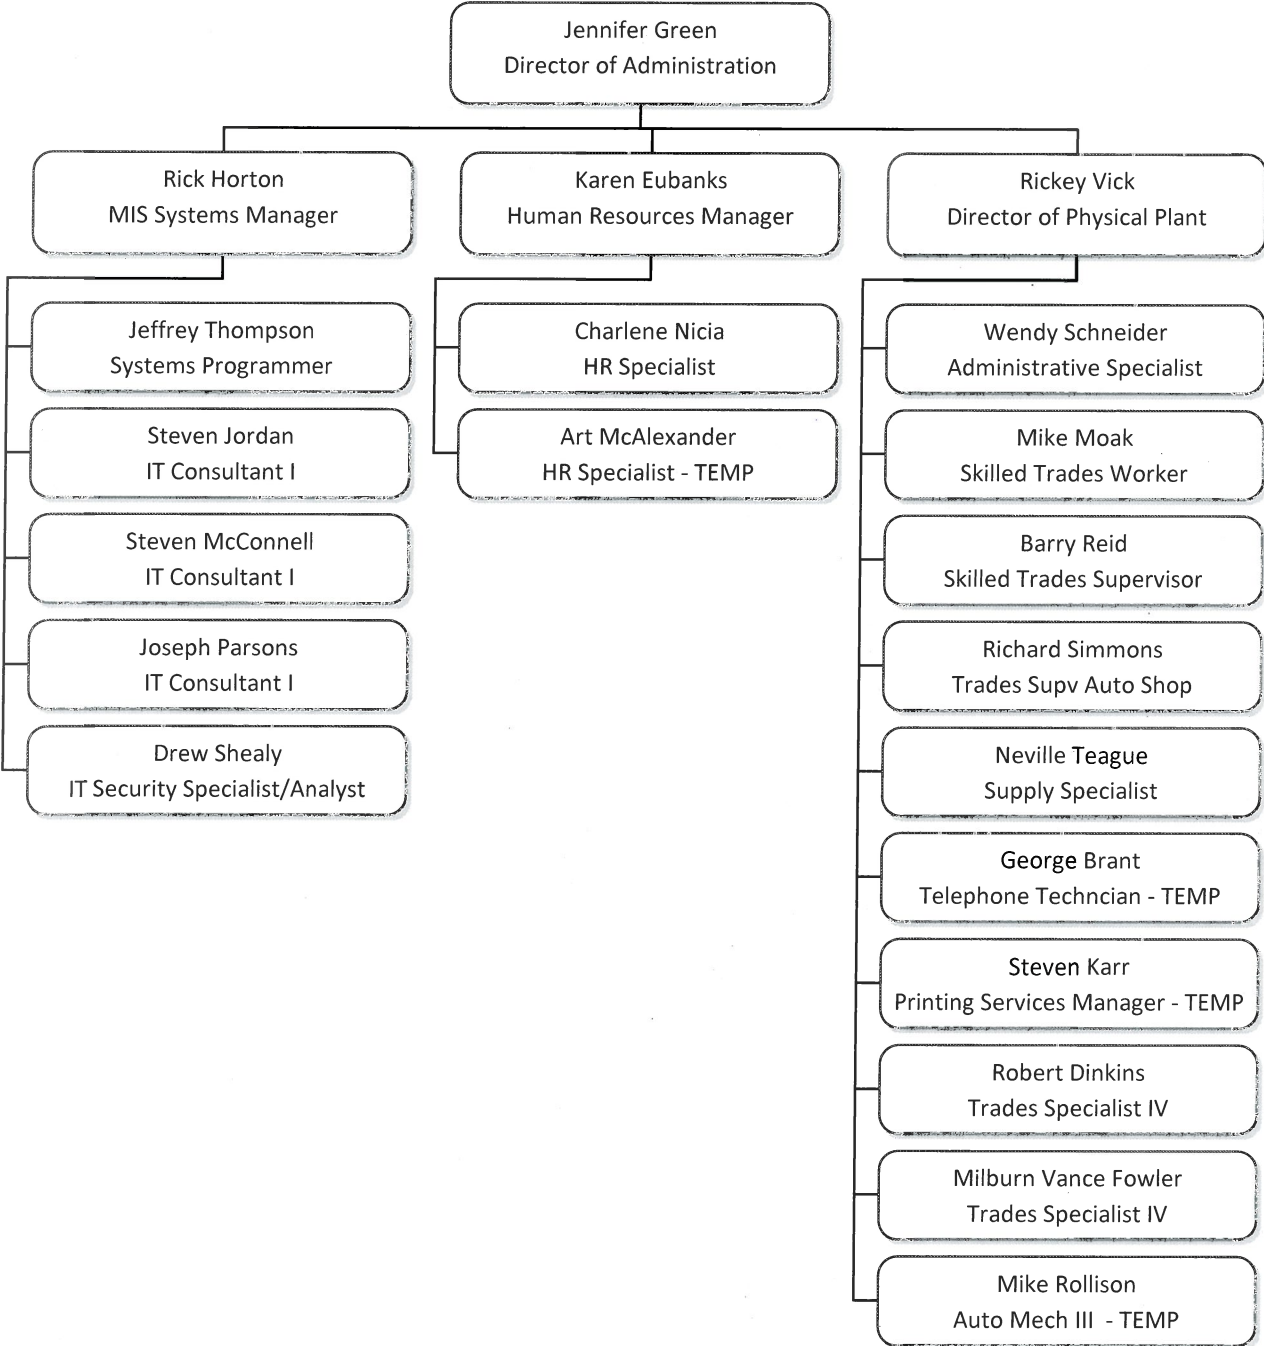 Jennifer Green
Director of Administration
Rick Horton
MIS Systems Manager
Karen Eubanks
Human Resources Manager
Rickey Vick
Director of Physical Plant
Jeffrey Thompson
Systems Programmer
Steven Jordan
IT Consultant I
Steven McConnell
IT Consultant I
Joseph Parsons
IT Consultant I
Drew Shealy
IT Security Specialist/Analyst
Charlene Nicia
HR Specialist
Art McAlexander
HR Specialist - TEMP
Wendy Schneider
Administrative Specialist
Mike Moak
Skilled Trades Worker
Barry Reid
Skilled Trades Supervisor
Richard Simmons
Trades Supv Auto Shop
Neville Teague
Supply Specialist
George Brant
Telephone Techncian - TEMP
Steven Karr
Printing Services Manager - TEMP
Robert Dinkins
Trades Specialist IV
Milburn Vance Fowler
Trades Specialist IV
Mike Rollison
Auto Mech III  - TEMP